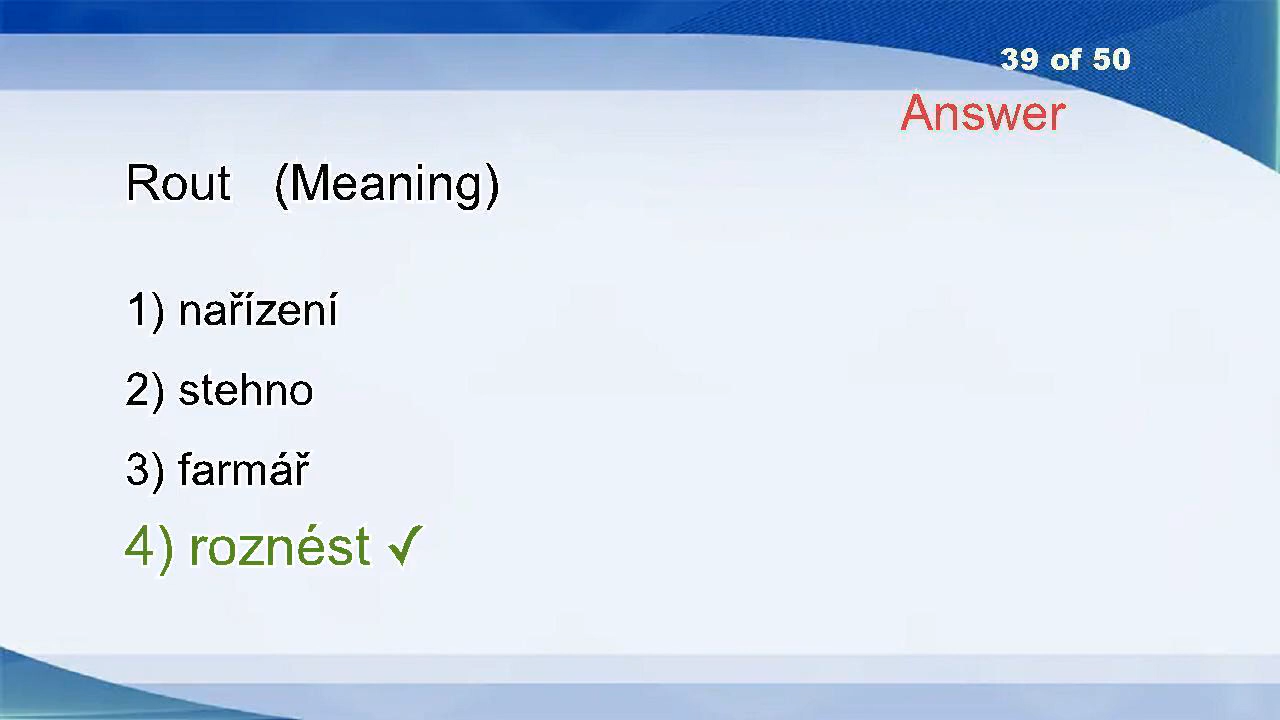 39 of 50
Answer
Rout (Meaning)
1) nařízení
2) stehno
3) farmář
4) roznést ✓